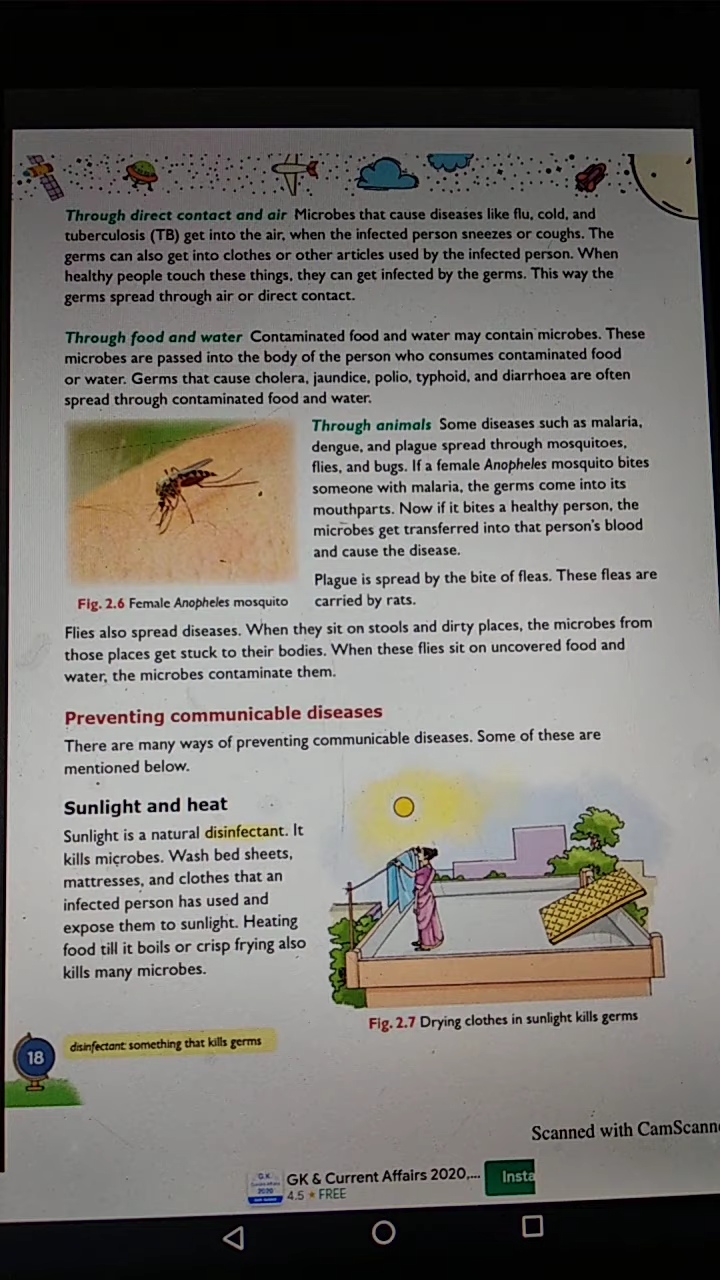 Through direct contact and air Microbes that cause diseases like flu, cold, and
tuberculosis (TB) get into the air, when the infected person sneezes or coughs. The
germs can also get into clothes or other articles used by the infected person. When
healthy people touch these things, they can get infected by the germs. This way the
germs spread through air or direct contact.
Through food and water Contaminated food and water may contain microbes. These
microbes are passed into the body of the person who consumes contaminated food
or water. Germs that cause cholera, jaundice, polio, typhoid, and diarrhoea are often
spread through contaminated food and water.
Through animals Some diseases such as malaria,
dengue, and plague spread through mosquitoes,
flies, and bugs. If a female Anopheles mosquito bites
someone with malaria, the germs come into its
mouthparts. Now if it bites a healthy person, the
microbes get transferred into that person's blood
and cause the disease.
Plague is spread by the bite of fleas. These fleas are
carried by rats.
Fig. 2.6 Female Anopheles mosquito
Flies also spread diseases. When they sit on stools and dirty places, the microbes from
those places get stuck to their bodies. When these flies sit on uncovered food and
water, the microbes contaminate them.
Preventing communicable diseases
There are many ways of preventing communicable diseases. Some of these are
mentioned below.
Sunlight and heat
Sunlight is a natural disinfectant. It
kills microbes. Wash bed sheets,
mattresses, and clothes that an
infected person has used and
expose them to sunlight. Heating
food till it boils or crisp frying also
kills many microbes.
Fig. 2.7 Drying clothes in sunlight kills germs
disinfectant: something that kills germs
18
Scanned with CamScann
GK & Current Affairs 2020,...
4.5 ★ FREE
Insta